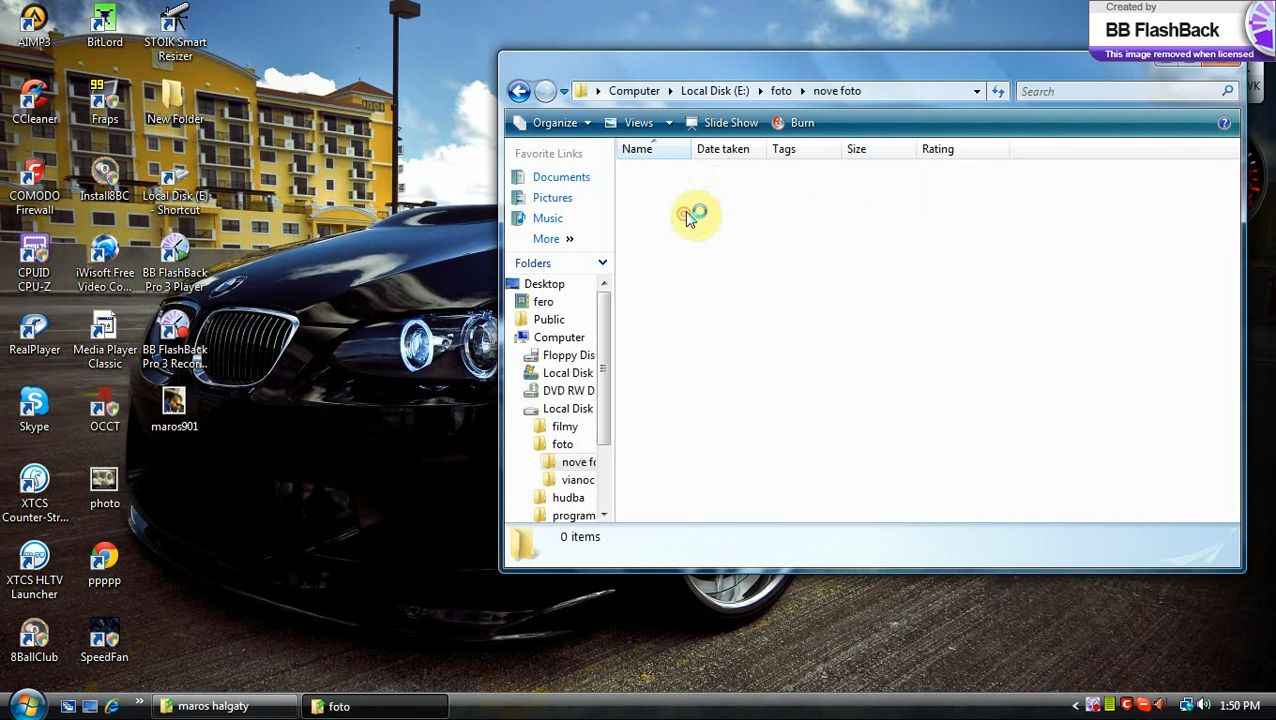 Created by
BB FlashBack
This image removed when licensed
AIMP3
BitLord
STOIK Smart
Resizer
CCleaner
99
Fraps
New Folder
COMODO
Firewall
Install8BC
Local Disk (E)
- Shortcut
CPUID
CPU-Z
iWisoft Free
Video Co...
BB FlashBack
Pro 3 Player
RealPlayer
Media Player
Classic
BB FlashBack
Pro 3 Recor...
Skype
OCCT
maros901
XTCS
Counter-Str...
photo
XTCS HLTV
Launcher
ppppp
8BallClub
SpeedFan
Computer
Local Disk (E:)
foto
nove foto
Search
Organize
Views
Slide Show
Burn
Favorite Links
Name
Date taken
Tags
Size
Rating
Documents
Pictures
Music
More »
Folders
Desktop
fero
Public
Computer
Floppy Dis
Local Disk
DVD RW D
Local Disk
filmy
foto
nove fo
vianoc
hudba
program
0 items
maros halgaty
foto
1:50 PM